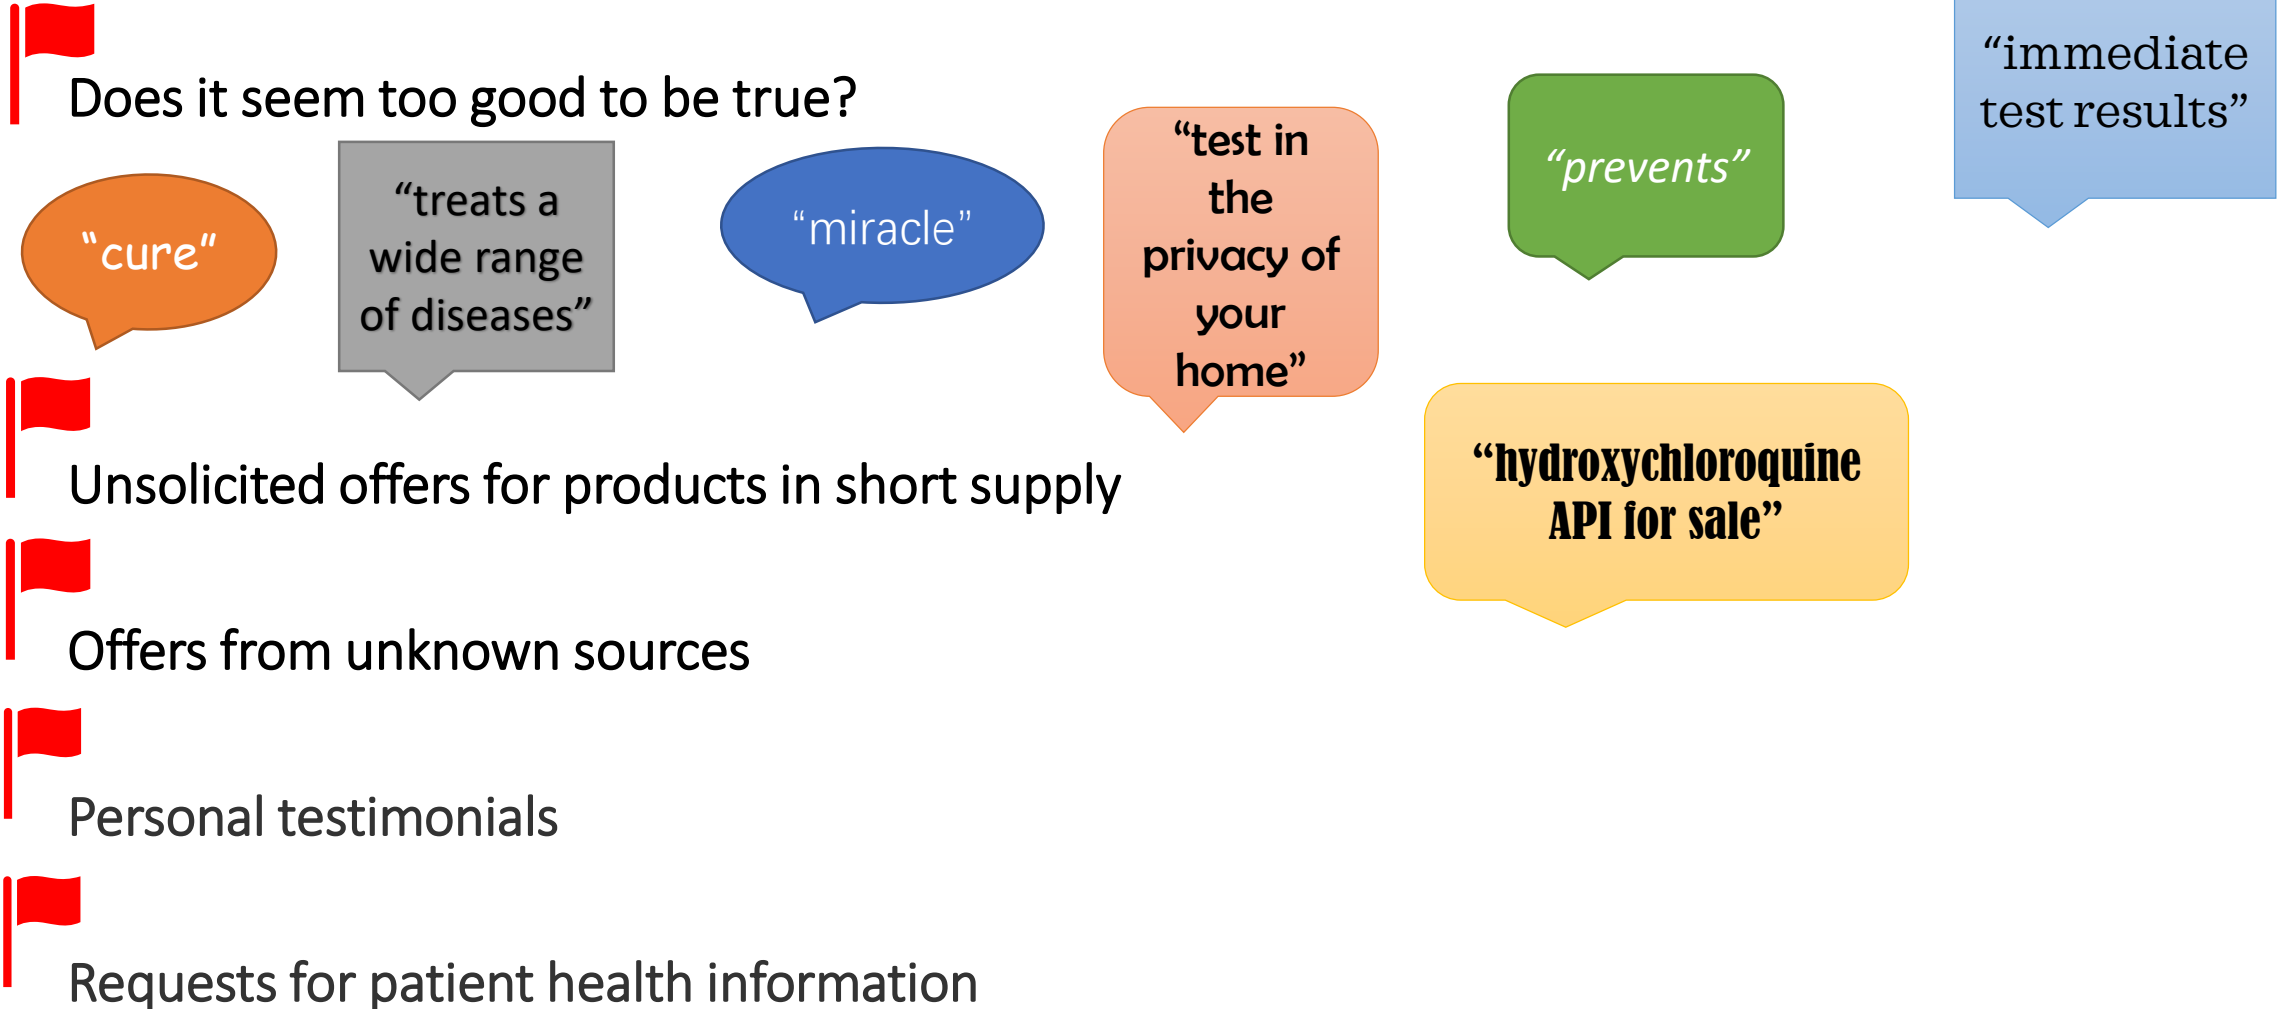 Does it seem too good to be true?
“cure”
“treats a
wide range
of diseases”
“miracle”
“test in
the
privacy of
your
home”
“prevents”
“immediate
test results”
Unsolicited offers for products in short supply
“hydroxychloroquine
API for sale”
Offers from unknown sources
Personal testimonials
Requests for patient health information